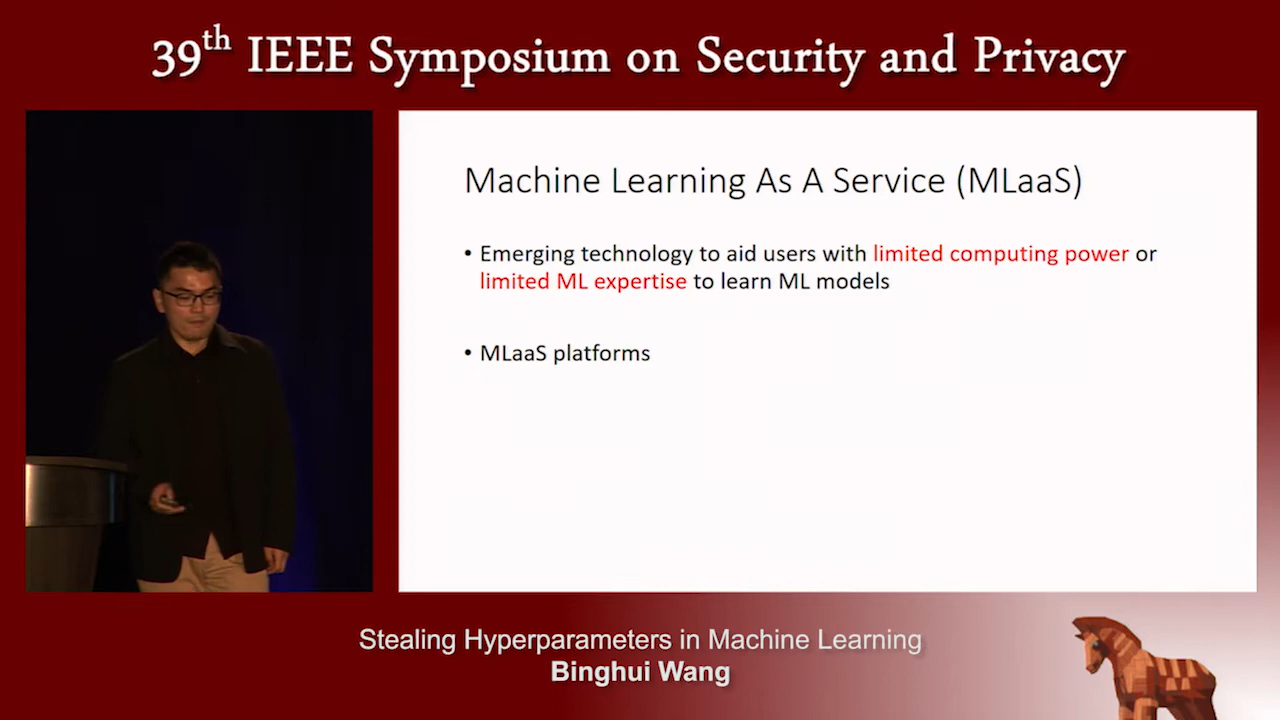 39th IEEE Symposium on Security and Privacy
Machine Learning As A Service (MLaaS)
• Emerging technology to aid users with limited computing power or
limited ML expertise to learn ML models
• MLaaS platforms
Stealing Hyperparameters in Machine Learning
Binghui Wang